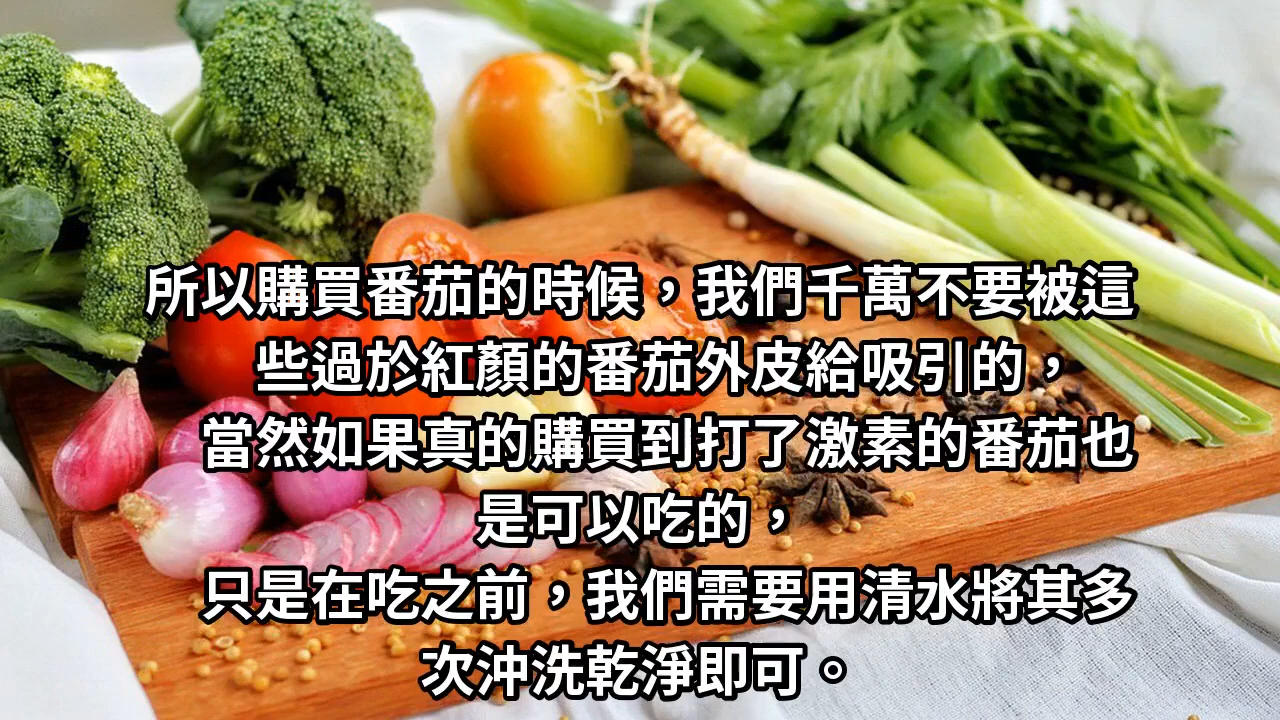 所以購買番茄的時候，我們千萬不要被這
些過於紅顏的番茄外皮給吸引的，
當然如果真的購買到打了激素的番茄也
是可以吃的，
只是在吃之前，我們需要用清水將其多
次沖洗乾淨即可。